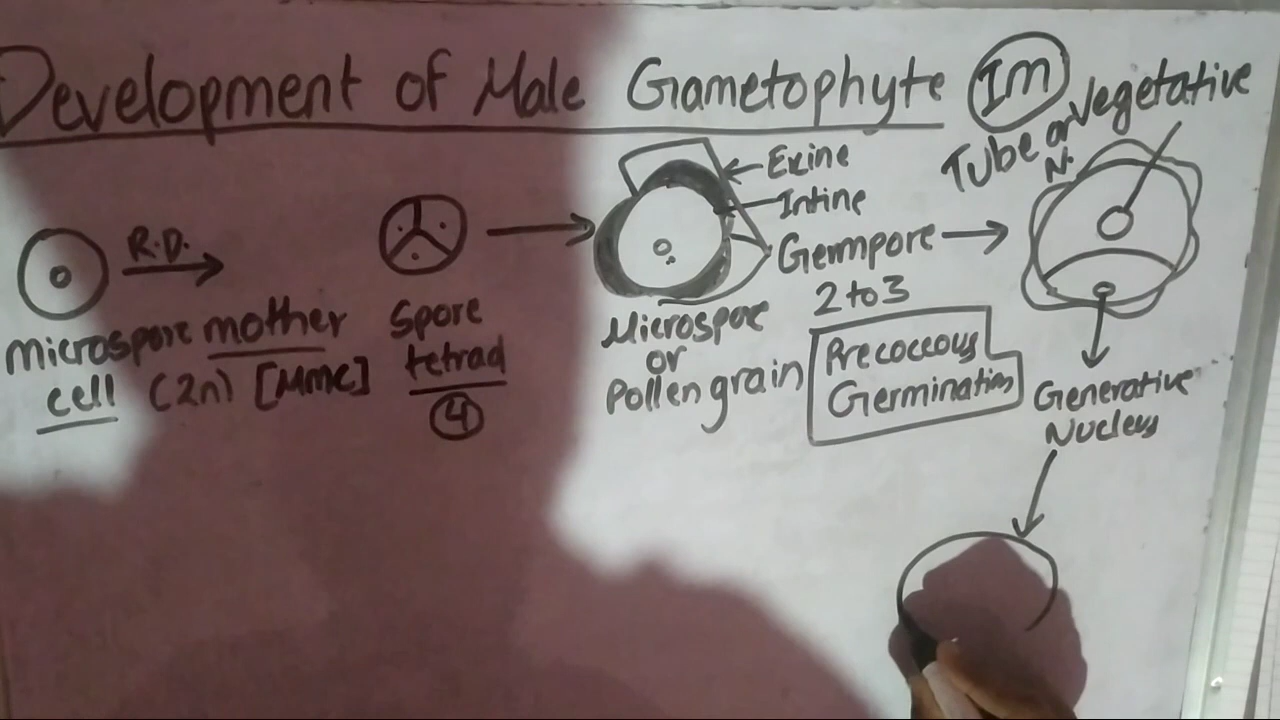 Development of Male Gametophyte Im
Tube or Vegetative
N.
Exine
Intine
Germpore
2 to 3
R.D.
Microspore mother
cell (2n) [Mmc]
Spore
tetrad
4
Microspore
or
Pollen grain
Precoccous
Germination
Generative
Nucleus